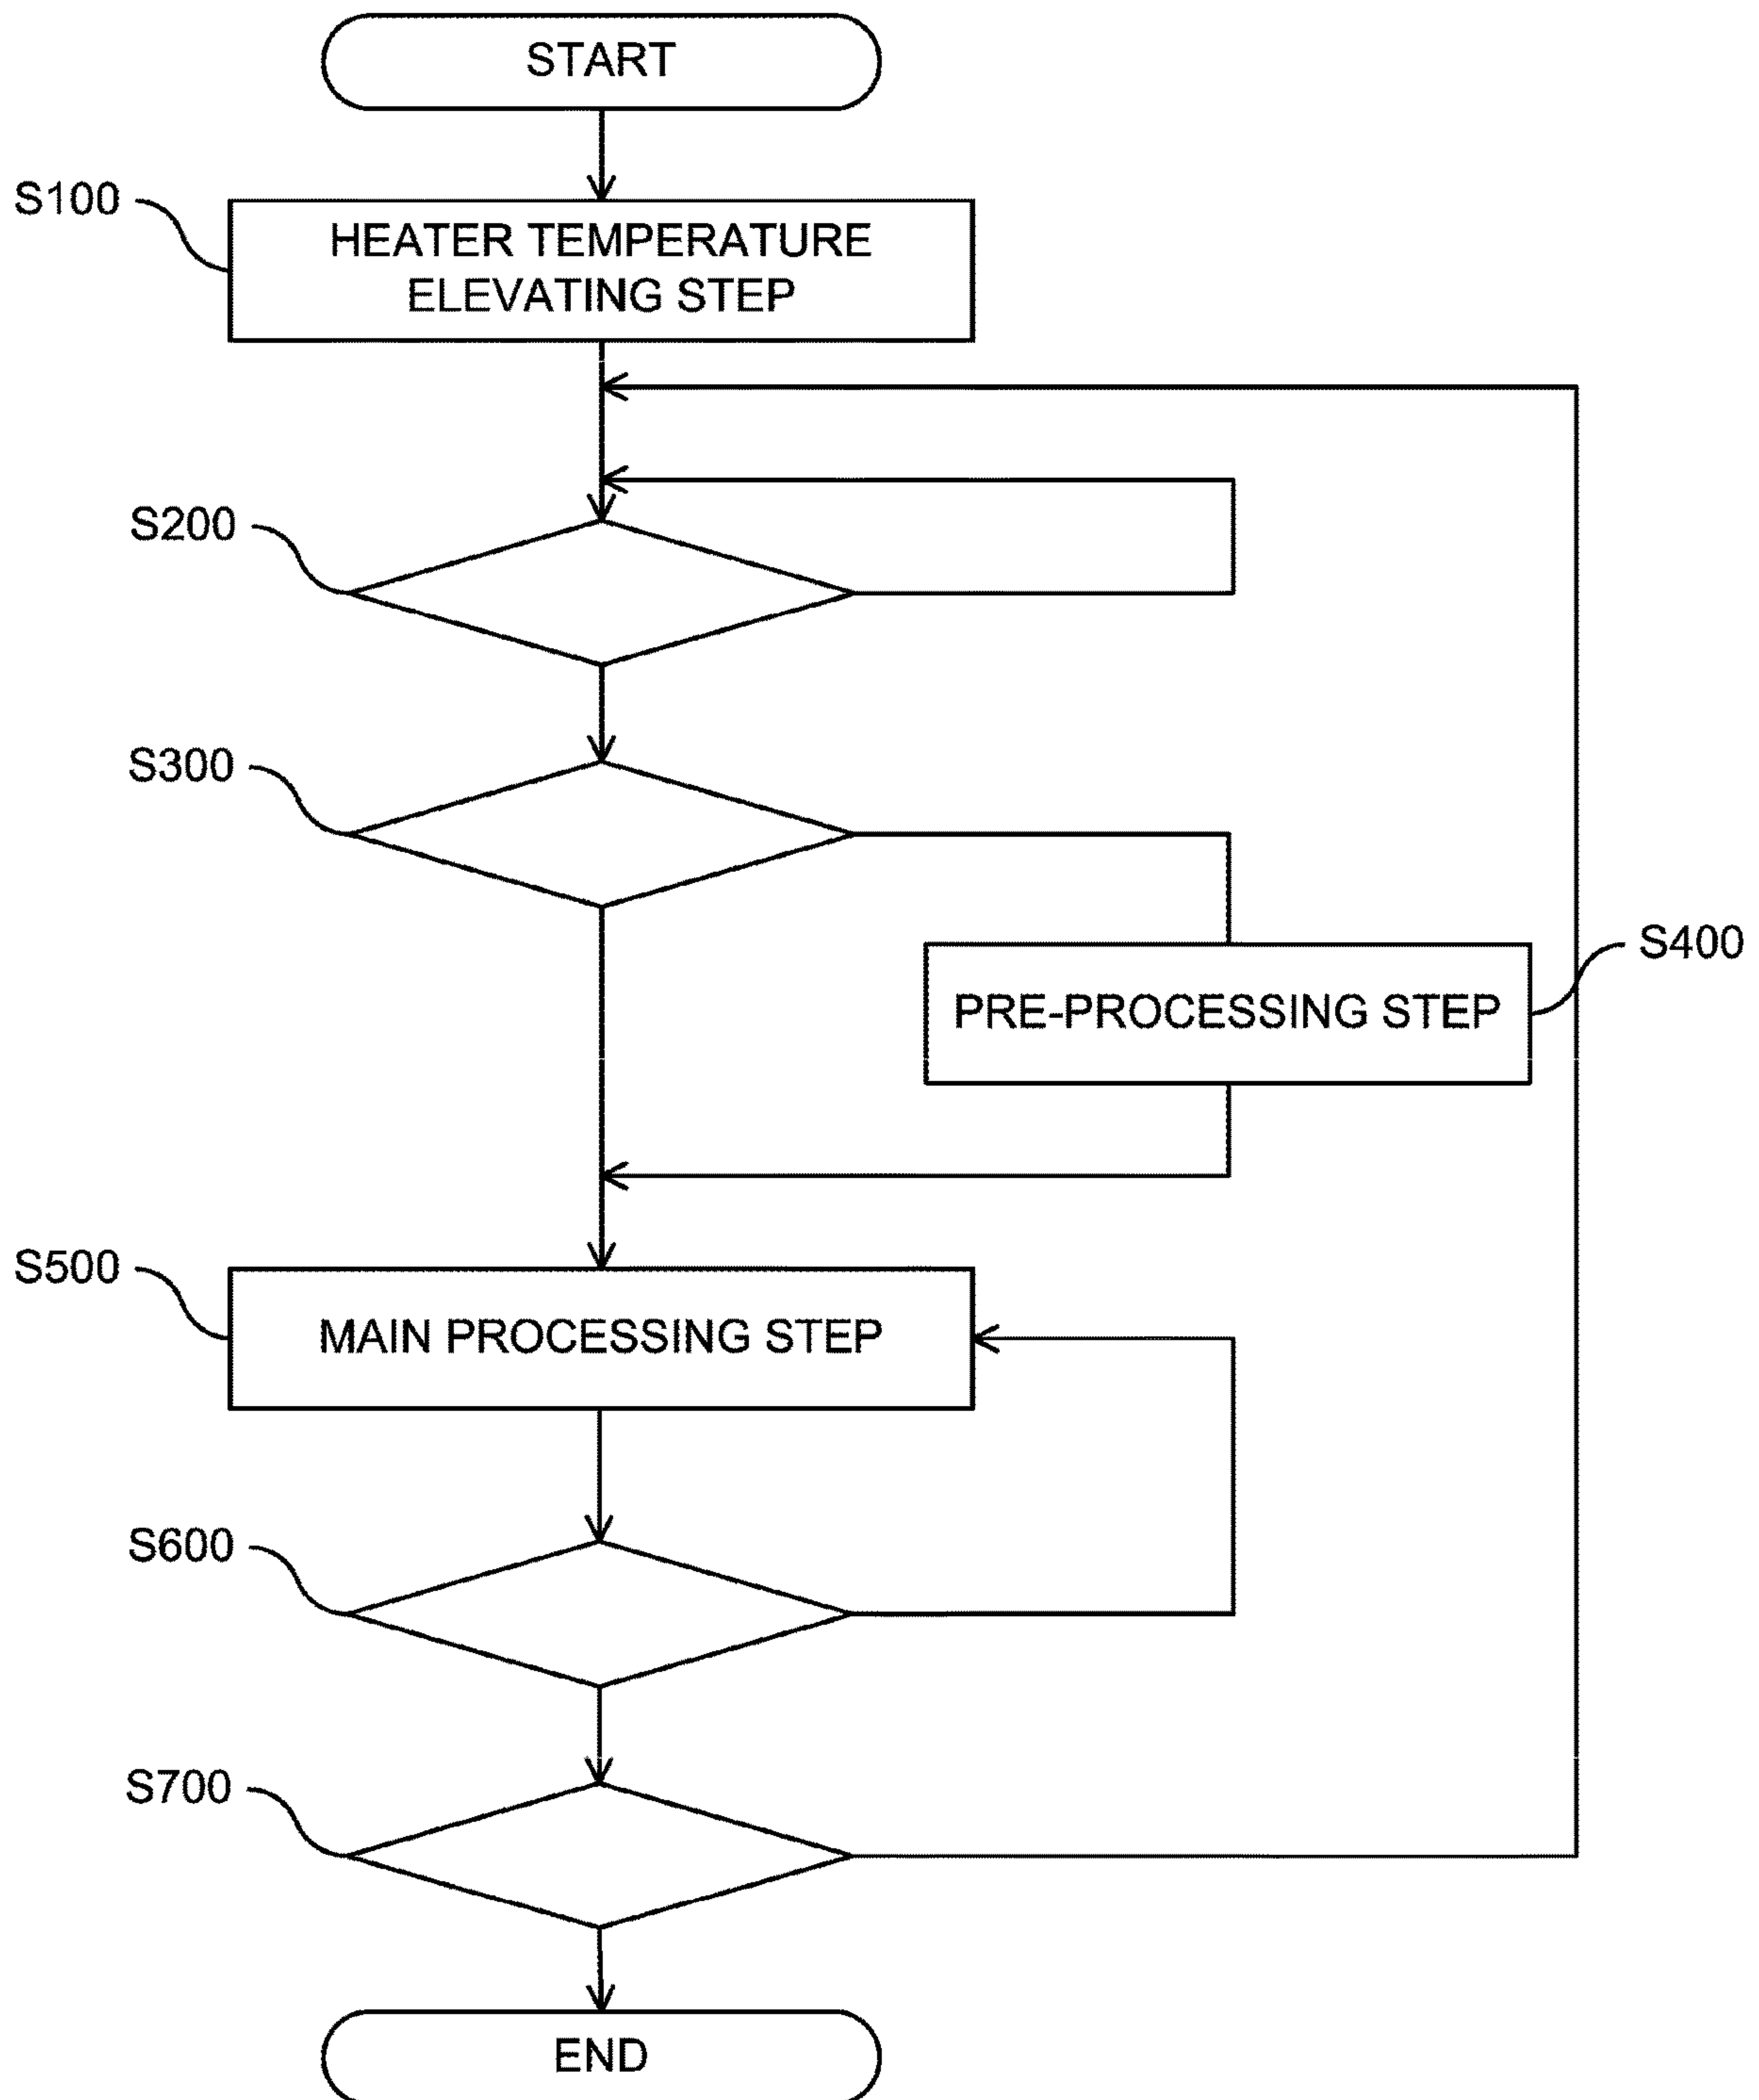 START
S100
HEATER TEMPERATURE
ELEVATING STEP
S200
S300
S400
PRE-PROCESSING STEP
S500
MAIN PROCESSING STEP
S600
S700
END